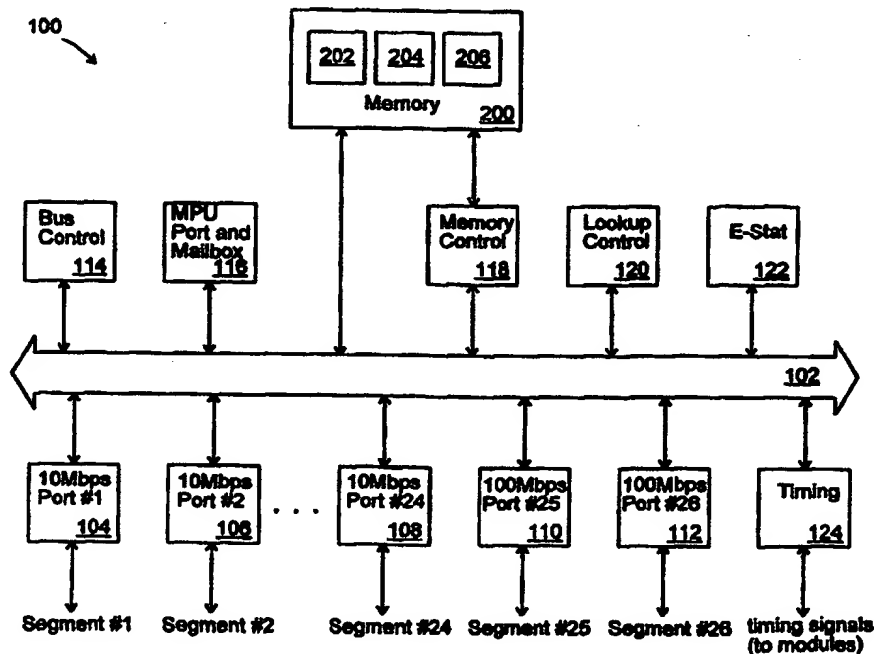 100
202 204 206
Memory
200
Bus
Control
114
MPU
Port and
Mailbox
116
Memory
Control
118
Lookup
Control
120
E-Stat
122
102
10Mbps
Port #1
104
10Mbps
Port #2
106
. . .
10Mbps
Port #24
108
100Mbps
Port #25
110
100Mbps
Port #26
112
Timing
124
Segment #1
Segment #2
Segment #24
Segment #25
Segment #26
timing signals
(to modules)